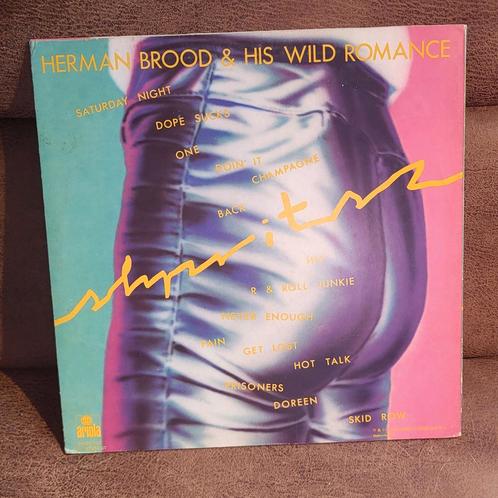 HERMAN BROOD & HIS WILD ROMANCE
SATURDAY NIGHT
DOPE SUCKS
ONE
DOIN' IT
CHAMPAGNE
BACK
shpritsz
HIT
R & ROLL JUNKIE
NEVER ENOUGH
PAIN
GET LOST
HOT TALK
PRISONERS
DOREEN
SKID ROW
ariola